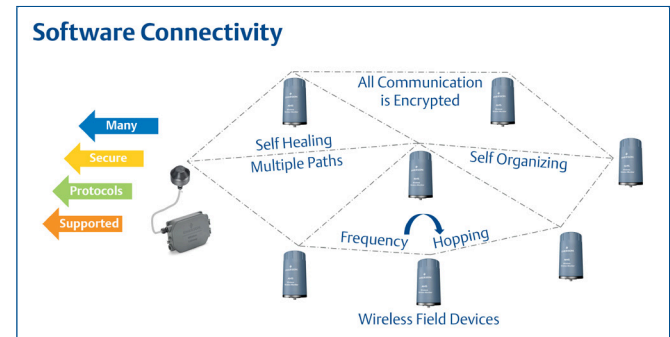 Software Connectivity
All Communication
is Encrypted
Many
Secure
Protocols
Supported
Self Healing
Multiple Paths
Self Organizing
Frequency
Hopping
Wireless Field Devices